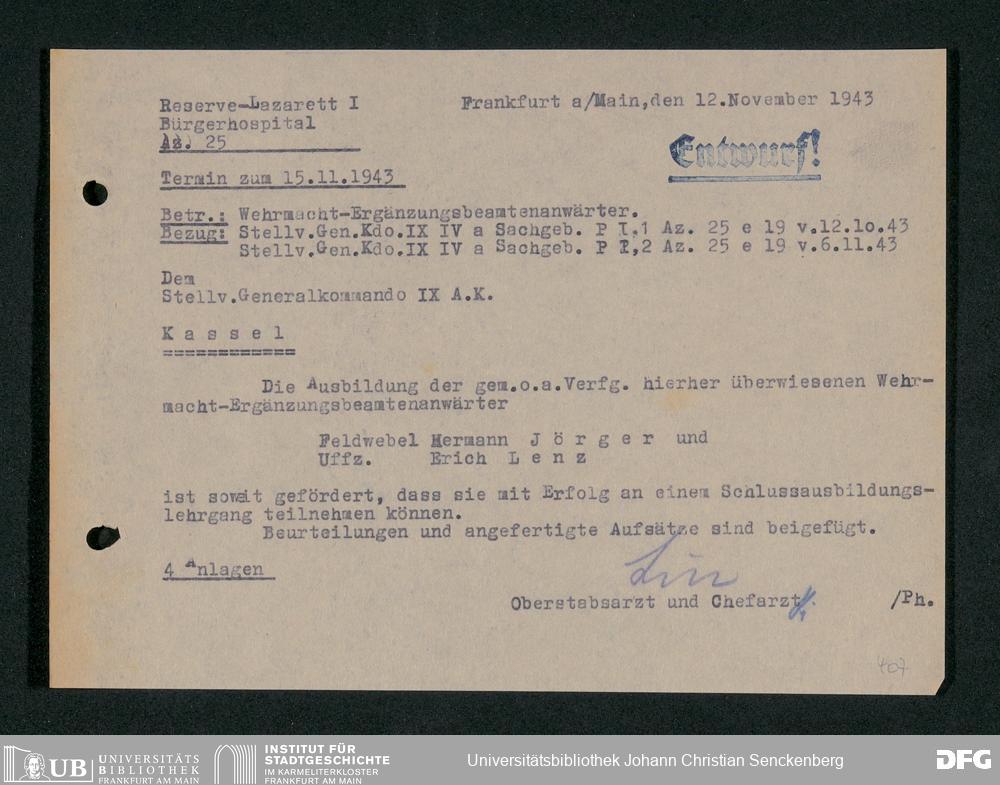 Reserve-Lazarett I Frankfurt a/Main,den 12.November 1943
Bürgerhospital
Az. 25
Entwurf!
Termin zum 15.11.1943
Betr.: Wehrmacht-Ergänzungsbeamtenanwärter.
Bezug: Stellv.Gen.Kdo.IX IV a Sachgeb. P I,1 Az. 25 e 19 v.12.10.43
Stellv.Gen.Kdo.IX IV a Sachgeb. P I,2 Az. 25 e 19 v.6.11.43
Dem
Stellv.Generalkommando IX A.K.
K a s s e l
============
Die Ausbildung der gem.o.a.Verfg. hierher überwiesenen Wehr-
macht-Ergänzungsbeamtenanwärter
Feldwebel Hermann J ö r g e r und
Uffz. Erich L e n z
ist soweit gefördert, dass sie mit Erfolg an einem Schlussausbildungs-
lehrgang teilnehmen können.
Beurteilungen und angefertigte Aufsätze sind beigefügt.
4 Anlagen
Oberstabsarzt und Chefarzt /Ph.
407
UB UNIVERSITÄTS
BIBLIOTHEK
FRANKFURT AM MAIN
INSTITUT FÜR
STADTGESCHICHTE
IM KARMELITERKLOSTER
FRANKFURT AM MAIN
Universitätsbibliothek Johann Christian Senckenberg
DFG